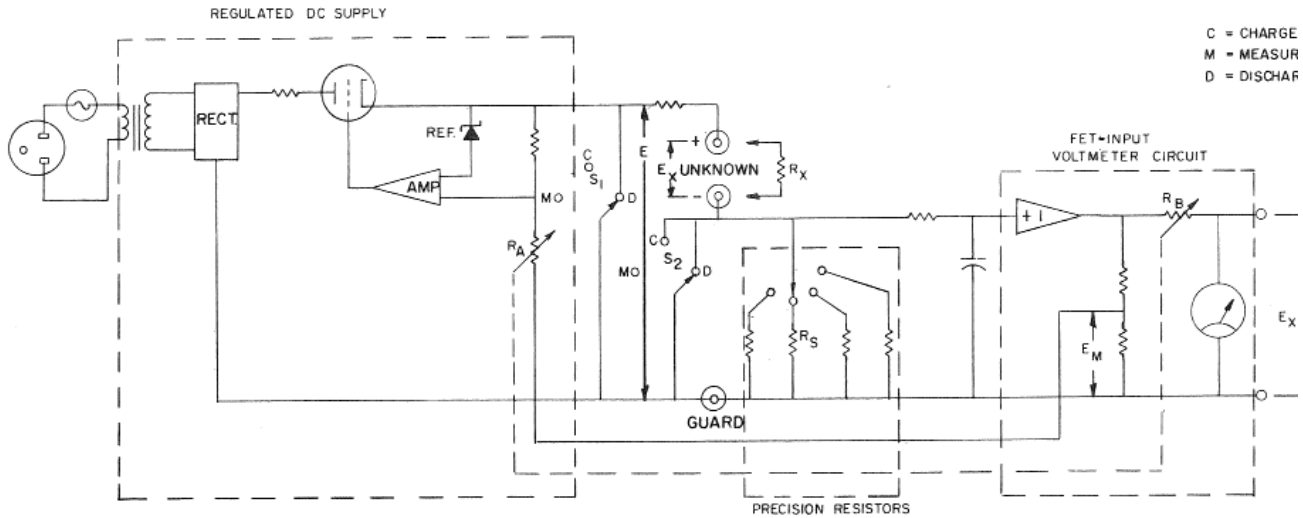 REGULATED DC SUPPLY
C = CHARGE
M = MEASUR
D = DISCHAR
RECT.
REF.
AMP
C
S1
D
MO
RA
E
+
EX
UNKNOWN
-
RX
C
S2
D
MO
RS
GUARD
PRECISION RESISTORS
FET-INPUT
VOLTMETER CIRCUIT
+1
RB
EM
EX